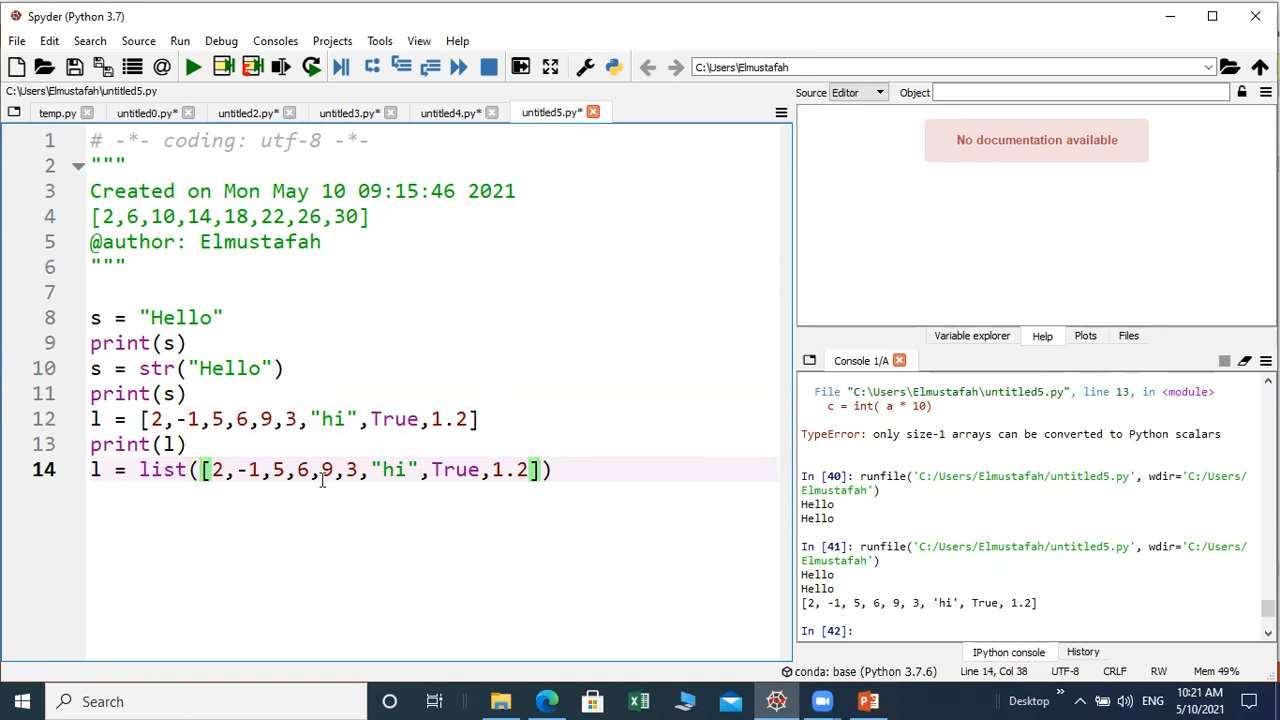 Spyder (Python 3.7)
File Edit Search Source Run Debug Consoles Projects Tools View Help
C:\Users\Elmustafah
C:\Users\Elmustafah\untitled5.py
Source Editor Object
temp.py untitled0.py* untitled2.py* untitled3.py* untitled4.py* untitled5.py*
1 # -*- coding: utf-8 -*-
2 """
3 Created on Mon May 10 09:15:46 2021
4 [2,6,10,14,18,22,26,30]
5 @author: Elmustafah
6 """
7
8 s = "Hello"
9 print(s)
10 s = str("Hello")
11 print(s)
12 l = [2,-1,5,6,9,3,"hi",True,1.2]
13 print(l)
14 l = list([2,-1,5,6,9,3,"hi",True,1.2])
No documentation available
Variable explorer Help Plots Files
Console 1/A
File "C:\Users\Elmustafah\untitled5.py", line 13, in <module>
c = int( a * 10)
TypeError: only size-1 arrays can be converted to Python scalars
In [40]: runfile('C:/Users/Elmustafah/untitled5.py', wdir='C:/Users/
Elmustafah')
Hello
Hello
In [41]: runfile('C:/Users/Elmustafah/untitled5.py', wdir='C:/Users/
Elmustafah')
Hello
Hello
[2, -1, 5, 6, 9, 3, 'hi', True, 1.2]
In [42]:
IPython console History
conda: base (Python 3.7.6) Line 14, Col 38 UTF-8 CRLF RW Mem 49%
Search
Desktop
ENG
10:21 AM
5/10/2021